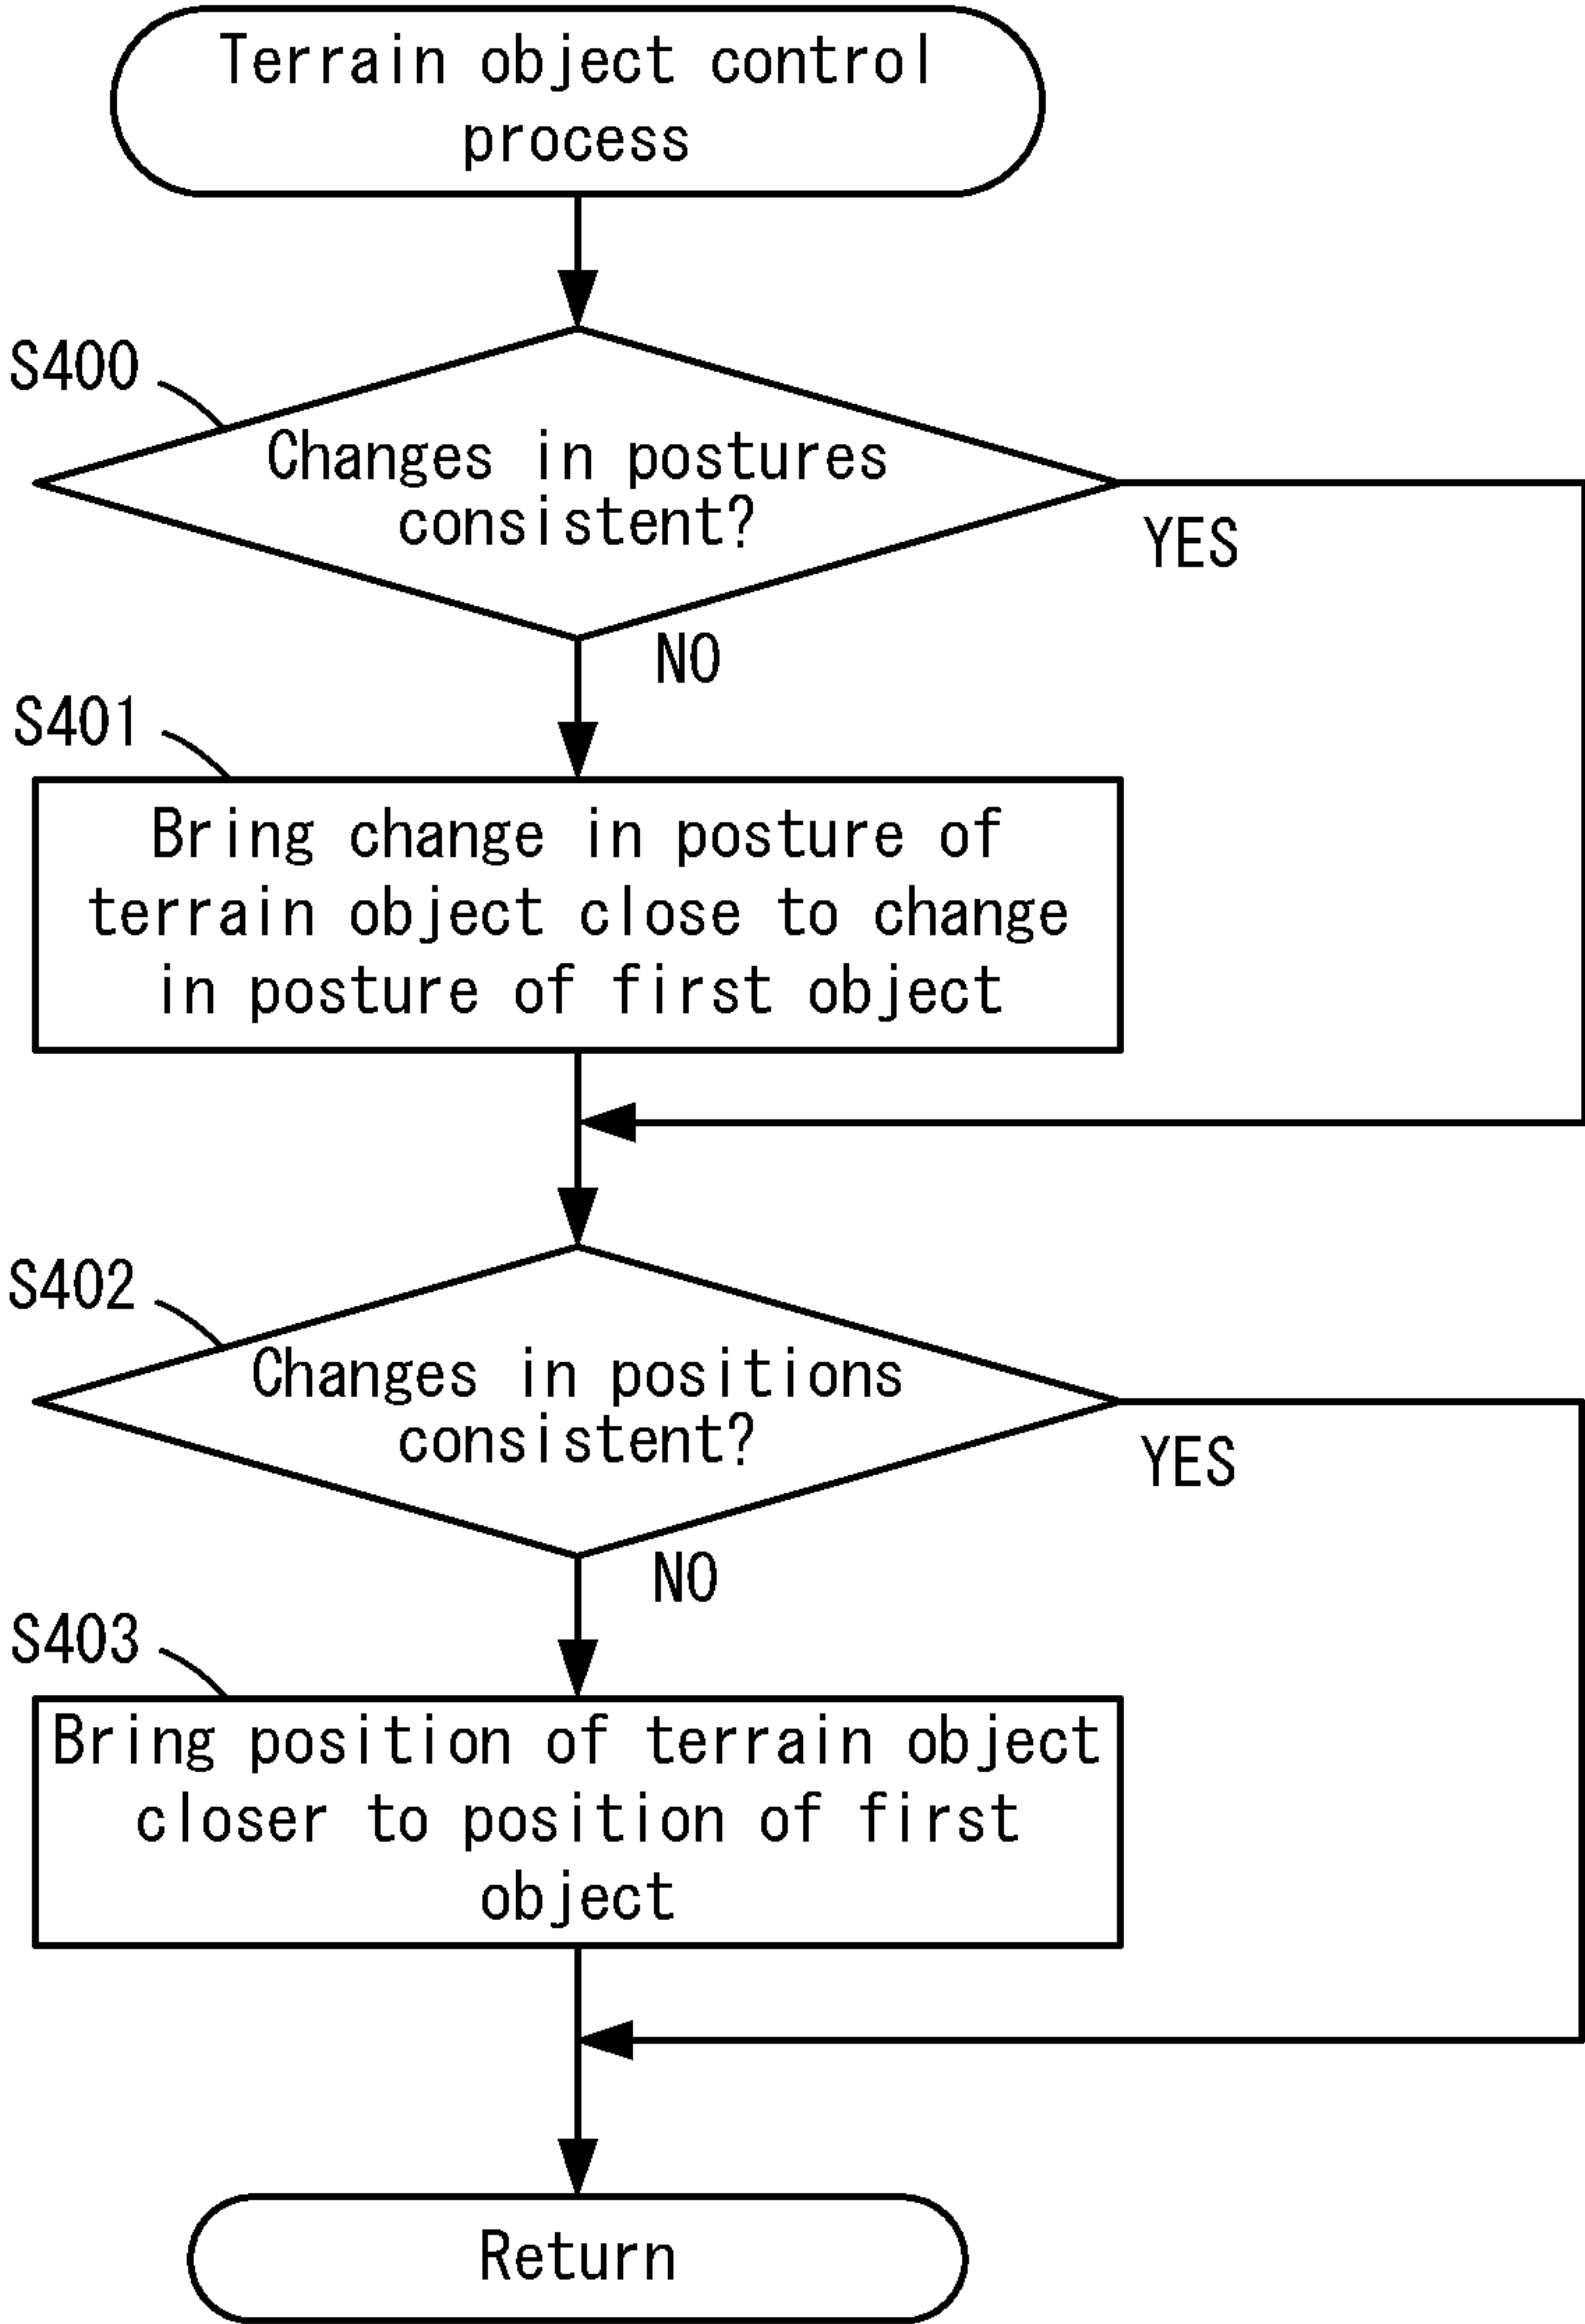 Terrain object control
process
S400
Changes in postures
consistent?
YES
NO
S401
Bring change in posture of
terrain object close to change
in posture of first object
S402
Changes in positions
consistent?
YES
NO
S403
Bring position of terrain object
closer to position of first
object
Return